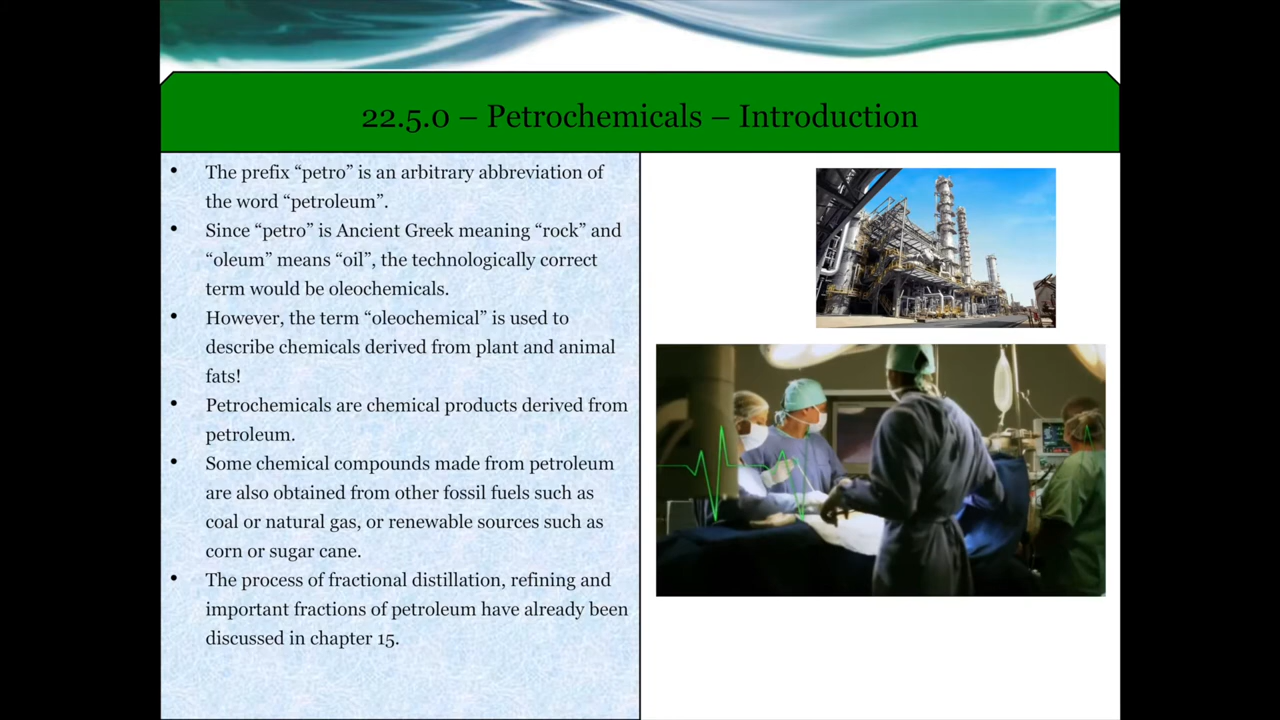 22.5.0 – Petrochemicals – Introduction
• The prefix “petro” is an arbitrary abbreviation of
the word “petroleum”.
• Since “petro” is Ancient Greek meaning “rock” and
“oleum” means “oil”, the technologically correct
term would be oleochemicals.
• However, the term “oleochemical” is used to
describe chemicals derived from plant and animal
fats!
• Petrochemicals are chemical products derived from
petroleum.
• Some chemical compounds made from petroleum
are also obtained from other fossil fuels such as
coal or natural gas, or renewable sources such as
corn or sugar cane.
• The process of fractional distillation, refining and
important fractions of petroleum have already been
discussed in chapter 15.